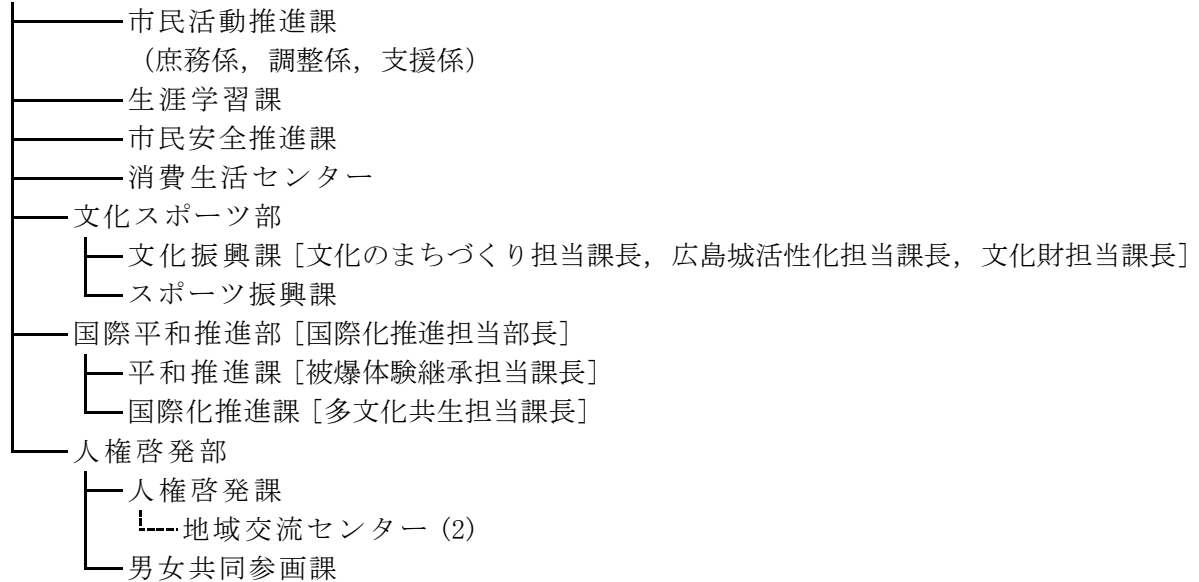 市民活動推進課
（庶務係，調整係，支援係）
生涯学習課
市民安全推進課
消費生活センター
文化スポーツ部
文化振興課［文化のまちづくり担当課長，広島城活性化担当課長，文化財担当課長］
スポーツ振興課
国際平和推進部［国際化推進担当部長］
平和推進課［被爆体験継承担当課長］
国際化推進課［多文化共生担当課長］
人権啓発部
人権啓発課
地域交流センター (2)
男女共同参画課